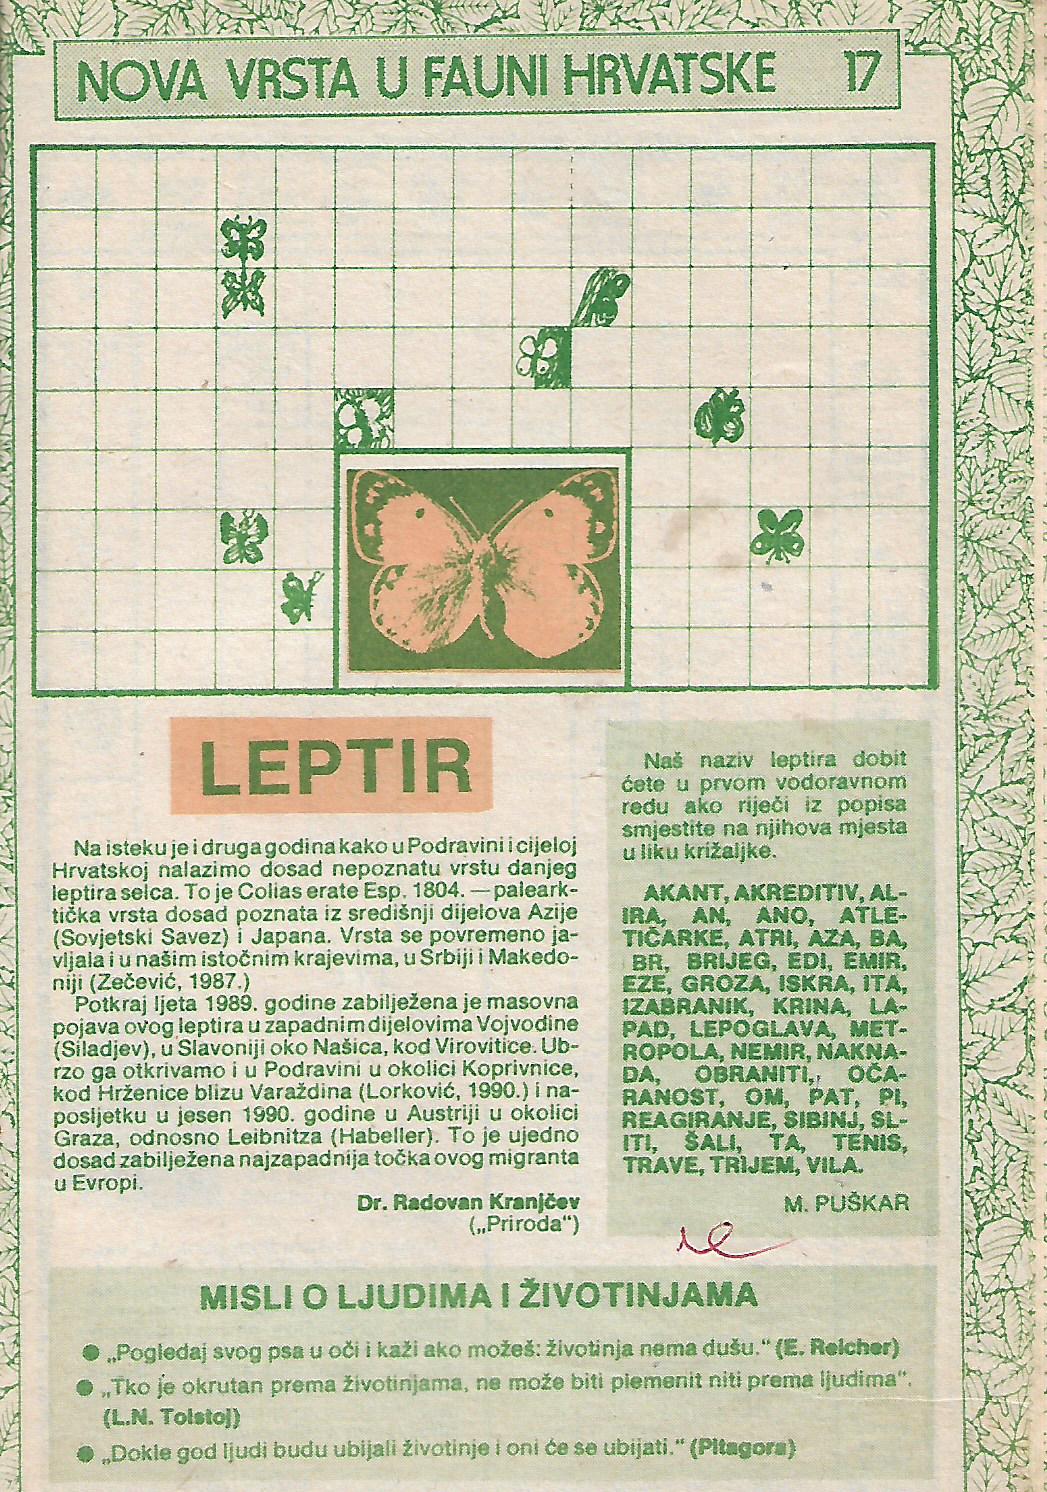 NOVA VRSTA U FAUNI HRVATSKE 17
LEPTIR
Na isteku je i druga godina kako u Podravini i cijeloj
Hrvatskoj nalazimo dosad nepoznatu vrstu danjeg
leptira selca. To je Colias erate Esp. 1804. — paleark-
tička vrsta dosad poznata iz središnji dijelova Azije
(Sovjetski Savez) i Japana. Vrsta se povremeno ja-
vljala i u našim istočnim krajevima, u Srbiji i Makedo-
niji (Zečević, 1987.)
Potkraj ljeta 1989. godine zabilježena je masovna
pojava ovog leptira u zapadnim dijelovima Vojvodine
(Siladjev), u Slavoniji oko Našica, kod Virovitice. Ub-
rzo ga otkrivamo i u Podravini u okolici Koprivnice,
kod Hrženice blizu Varaždina (Lorković, 1990.) i na-
posljetku u jesen 1990. godine u Austriji u okolici
Graza, odnosno Leibnitza (Habeller). To je ujedno
dosad zabilježena najzapadnija točka ovog migranta
u Evropi.
Dr. Radovan Kranjčev
(„Priroda“)
Naš naziv leptira dobit
ćete u prvom vodoravnom
redu ako riječi iz popisa
smjestite na njihova mjesta
u liku križaljke.
AKANT, AKREDITIV, AL-
IRA, AN, ANO, ATLE-
TIČARKE, ATRI, AZA, BA,
BR, BRIJEG, EDI, EMIR,
EZE, GROZA, ISKRA, ITA,
IZABRANIK, KRINA, LA-
PAD, LEPOGLAVA, MET-
ROPOLA, NEMIR, NAKNA-
DA, OBRANITI, OČA-
RANOST, OM, PAT, PI,
REAGIRANJE, SIBINJ, SL-
ITI, ŠALI, TA, TENIS,
TRAVE, TRIJEM, VILA.
M. PUŠKAR
MISLI O LJUDIMA I ŽIVOTINJAMA
● „Pogledaj svog psa u oči i kaži ako možeš: životinja nema dušu.“ (E. Reicher)
● „Tko je okrutan prema životinjama, ne može biti plemenit niti prema ljudima“.
(L.N. Tolstoj)
● „Dokle god ljudi budu ubijali životinje i oni će se ubijati.“ (Pitagora)